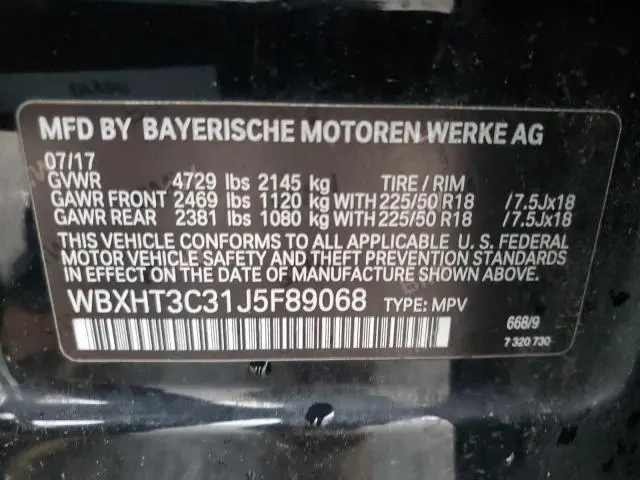 MFD BY BAYERISCHE MOTOREN WERKE AG
07/17
GVWR 4729 lbs 2145 kg TIRE / RIM
GAWR FRONT 2469 lbs 1120 kg WITH 225/50 R18 /7.5Jx18
GAWR REAR 2381 lbs 1080 kg WITH 225/50 R18 /7.5Jx18
THIS VEHICLE CONFORMS TO ALL APPLICABLE U. S. FEDERAL
MOTOR VEHICLE SAFETY AND THEFT PREVENTION STANDARDS
IN EFFECT ON THE DATE OF MANUFACTURE SHOWN ABOVE.
WBXHT3C31J5F89068 TYPE: MPV
668/9
7 320 730